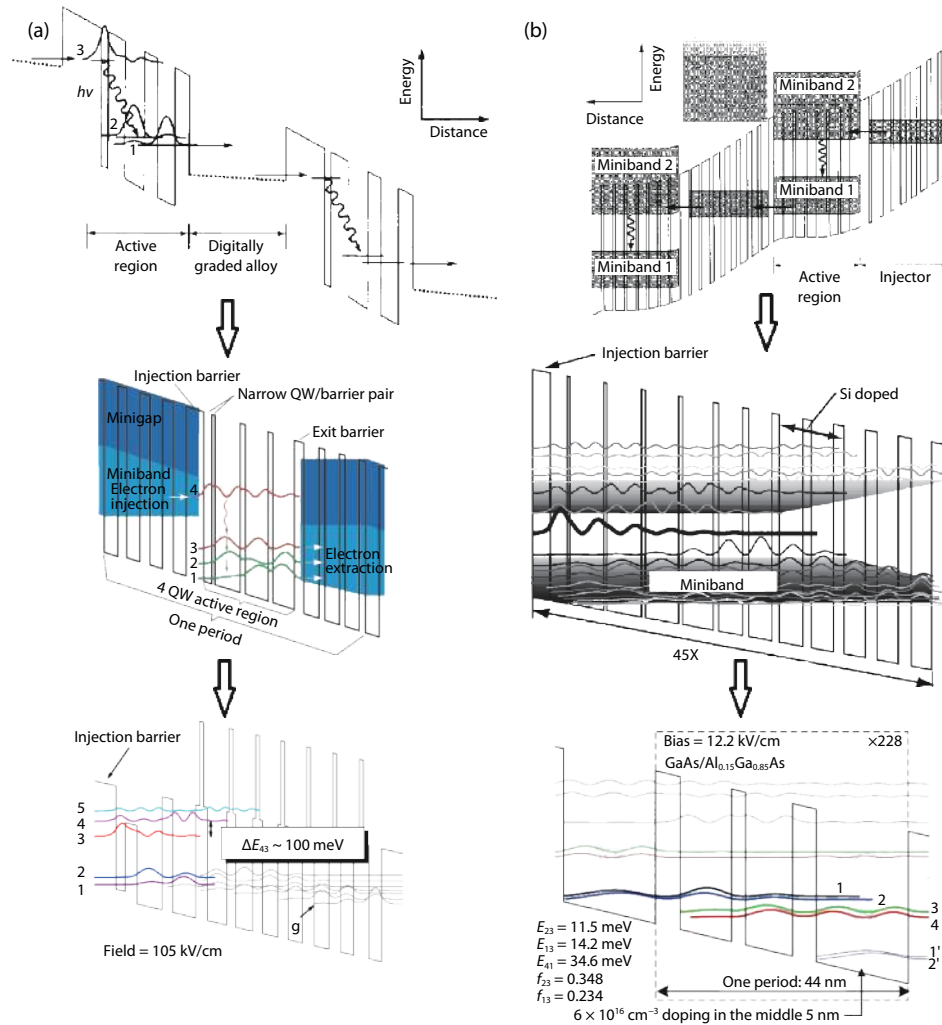 (a)
3
hν
2
1
Energy
Distance
Active
region
Digitally
graded alloy
Injection barrier
Narrow QW/barrier pair
Exit barrier
Minigap
Miniband
Electron
injection
4
3
2
1
Electron
extraction
4 QW active region
One period
Injection barrier
5
4
3
2
1
ΔE43 ~ 100 meV
g
Field = 105 kV/cm
(b)
Energy
Distance
Miniband 2
Miniband 2
Miniband 1
Miniband 1
Active
region
Injector
Injection barrier
Si doped
Miniband
45X
Bias = 12.2 kV/cm
×228
GaAs/Al0.15Ga0.85As
1
2
3
4
1'
2'
E23 = 11.5 meV
E13 = 14.2 meV
E41 = 34.6 meV
f23 = 0.348
f13 = 0.234
One period: 44 nm
6 × 10¹⁶ cm⁻³ doping in the middle 5 nm